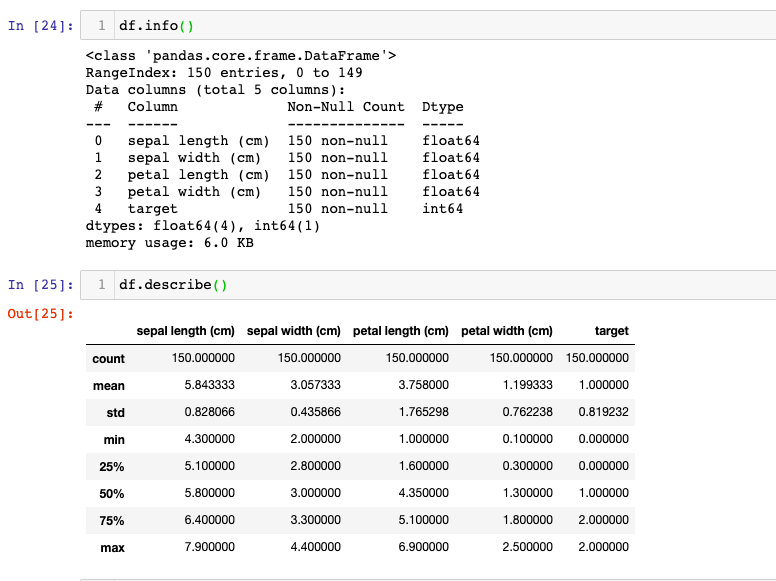 In [24]: 1 df.info()
<class 'pandas.core.frame.DataFrame'>
RangeIndex: 150 entries, 0 to 149
Data columns (total 5 columns):
 #   Column             Non-Null Count  Dtype
---  ------             --------------  -----
 0   sepal length (cm)  150 non-null    float64
 1   sepal width (cm)   150 non-null    float64
 2   petal length (cm)  150 non-null    float64
 3   petal width (cm)   150 non-null    float64
 4   target             150 non-null    int64
dtypes: float64(4), int64(1)
memory usage: 6.0 KB
In [25]: 1 df.describe()
Out[25]:
sepal length (cm) sepal width (cm) petal length (cm) petal width (cm) target
count 150.000000 150.000000 150.000000 150.000000 150.000000
mean 5.843333 3.057333 3.758000 1.199333 1.000000
std 0.828066 0.435866 1.765298 0.762238 0.819232
min 4.300000 2.000000 1.000000 0.100000 0.000000
25% 5.100000 2.800000 1.600000 0.300000 0.000000
50% 5.800000 3.000000 4.350000 1.300000 1.000000
75% 6.400000 3.300000 5.100000 1.800000 2.000000
max 7.900000 4.400000 6.900000 2.500000 2.000000